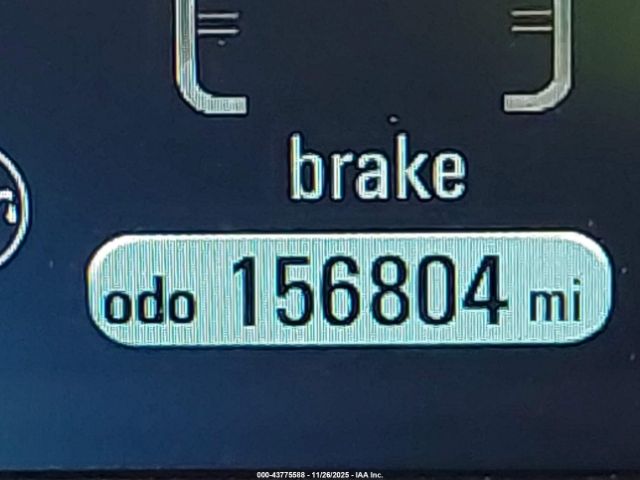 brake
odo 156804 mi
000-43775588 - 11/26/2025 - IAA Inc.